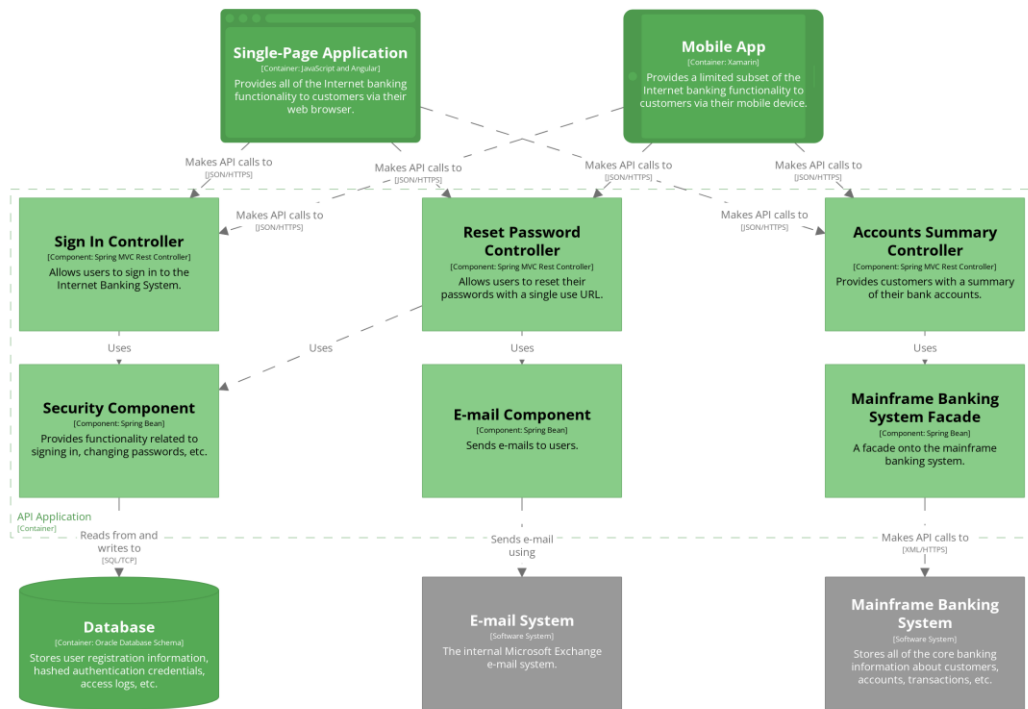 Single-Page Application
[Container: JavaScript and Angular]
Provides all of the Internet banking
functionality to customers via their
web browser.
Mobile App
[Container: Xamarin]
Provides a limited subset of the
Internet banking functionality to
customers via their mobile device.
Makes API calls to
[JSON/HTTPS]
Makes API calls to
[JSON/HTTPS]
Makes API calls to
[JSON/HTTPS]
Makes API calls to
[JSON/HTTPS]
Makes API calls to
[JSON/HTTPS]
Makes API calls to
[JSON/HTTPS]
Sign In Controller
[Component: Spring MVC Rest Controller]
Allows users to sign in to the
Internet Banking System.
Reset Password
Controller
[Component: Spring MVC Rest Controller]
Allows users to reset their
passwords with a single use URL.
Accounts Summary
Controller
[Component: Spring MVC Rest Controller]
Provides customers with a summary
of their bank accounts.
Uses
Uses
Uses
Uses
Security Component
[Component: Spring Bean]
Provides functionality related to
signing in, changing passwords, etc.
E-mail Component
[Component: Spring Bean]
Sends e-mails to users.
Mainframe Banking
System Facade
[Component: Spring Bean]
A facade onto the mainframe
banking system.
API Application
[Container]
Reads from and
writes to
[SQL/TCP]
Sends e-mail
using
Makes API calls to
[XML/HTTPS]
Database
[Container: Oracle Database Schema]
Stores user registration information,
hashed authentication credentials,
access logs, etc.
E-mail System
[Software System]
The internal Microsoft Exchange
e-mail system.
Mainframe Banking
System
[Software System]
Stores all of the core banking
information about customers,
accounts, transactions, etc.